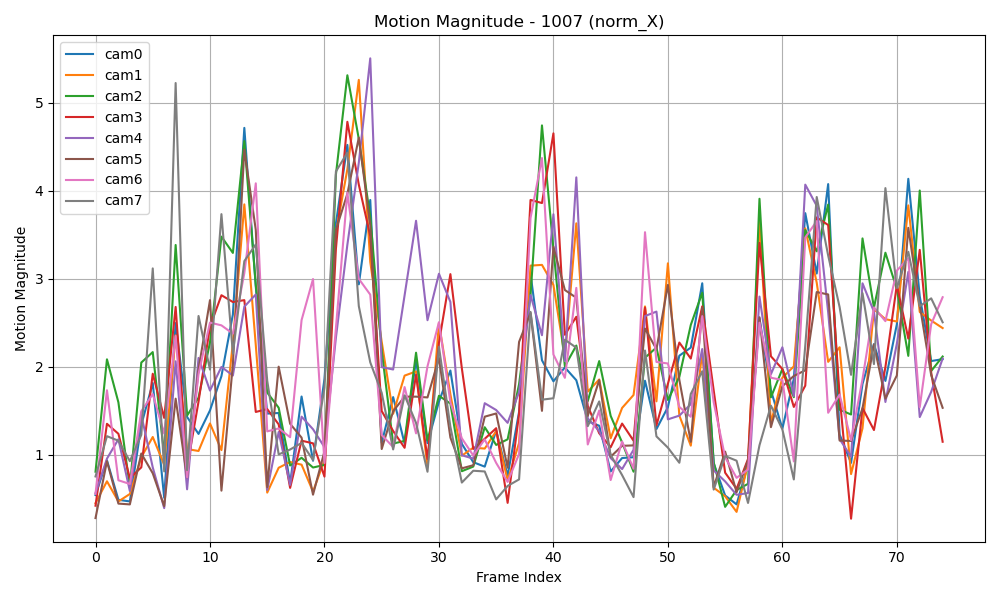 Motion Magnitude - 1007 (norm_X)
cam0
cam1
cam2
cam3
cam4
cam5
cam6
cam7
Motion Magnitude
5
4
3
2
1
0 10 20 30 40 50 60 70
Frame Index